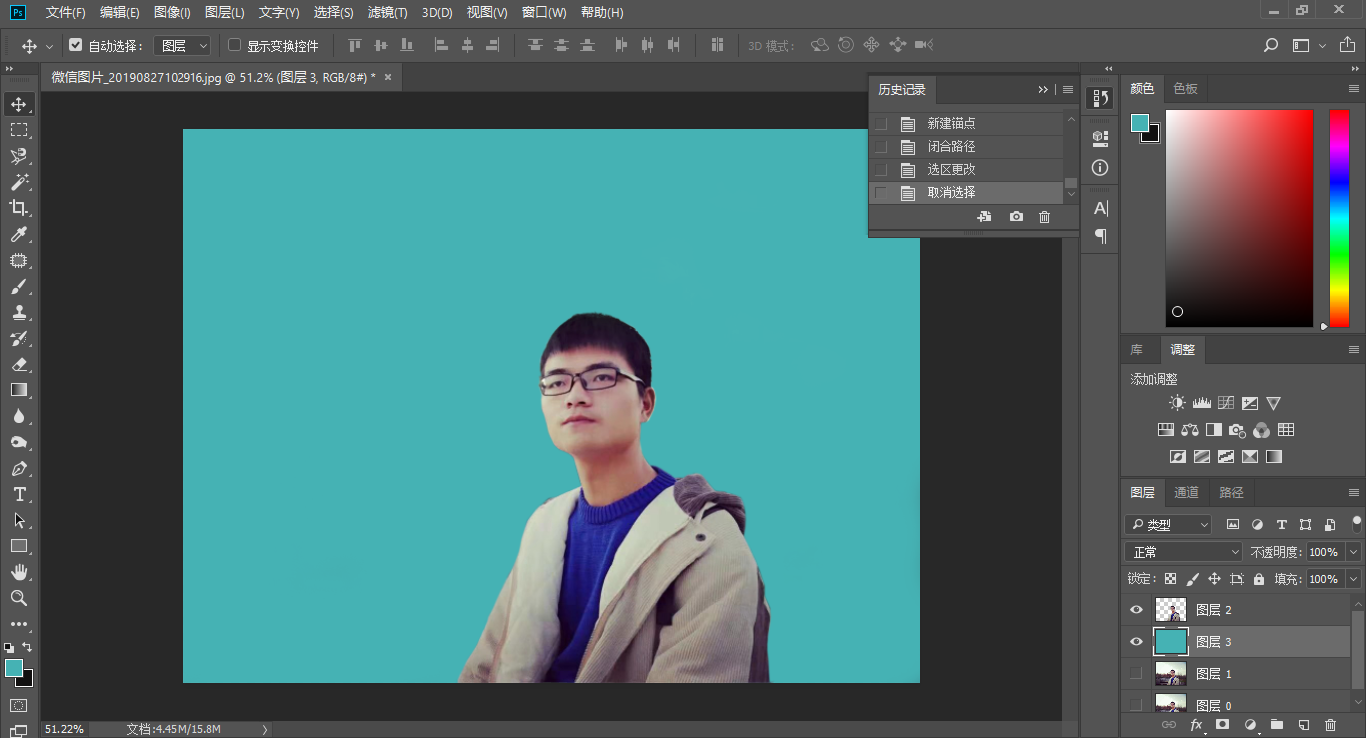 Ps 文件(F) 编辑(E) 图像(I) 图层(L) 文字(Y) 选择(S) 滤镜(T) 3D(D) 视图(V) 窗口(W) 帮助(H)
自动选择： 图层 显示变换控件 3D 模式：
微信图片_20190827102916.jpg @ 51.2% (图层 3, RGB/8#) * ×
历史记录
新建锚点
闭合路径
选区更改
取消选择
颜色 色板
库 调整
添加调整
图层 通道 路径
类型
正常 不透明度： 100%
锁定： 填充： 100%
图层 2
图层 3
图层 1
图层 0
fx
51.22% 文档:4.45M/15.8M